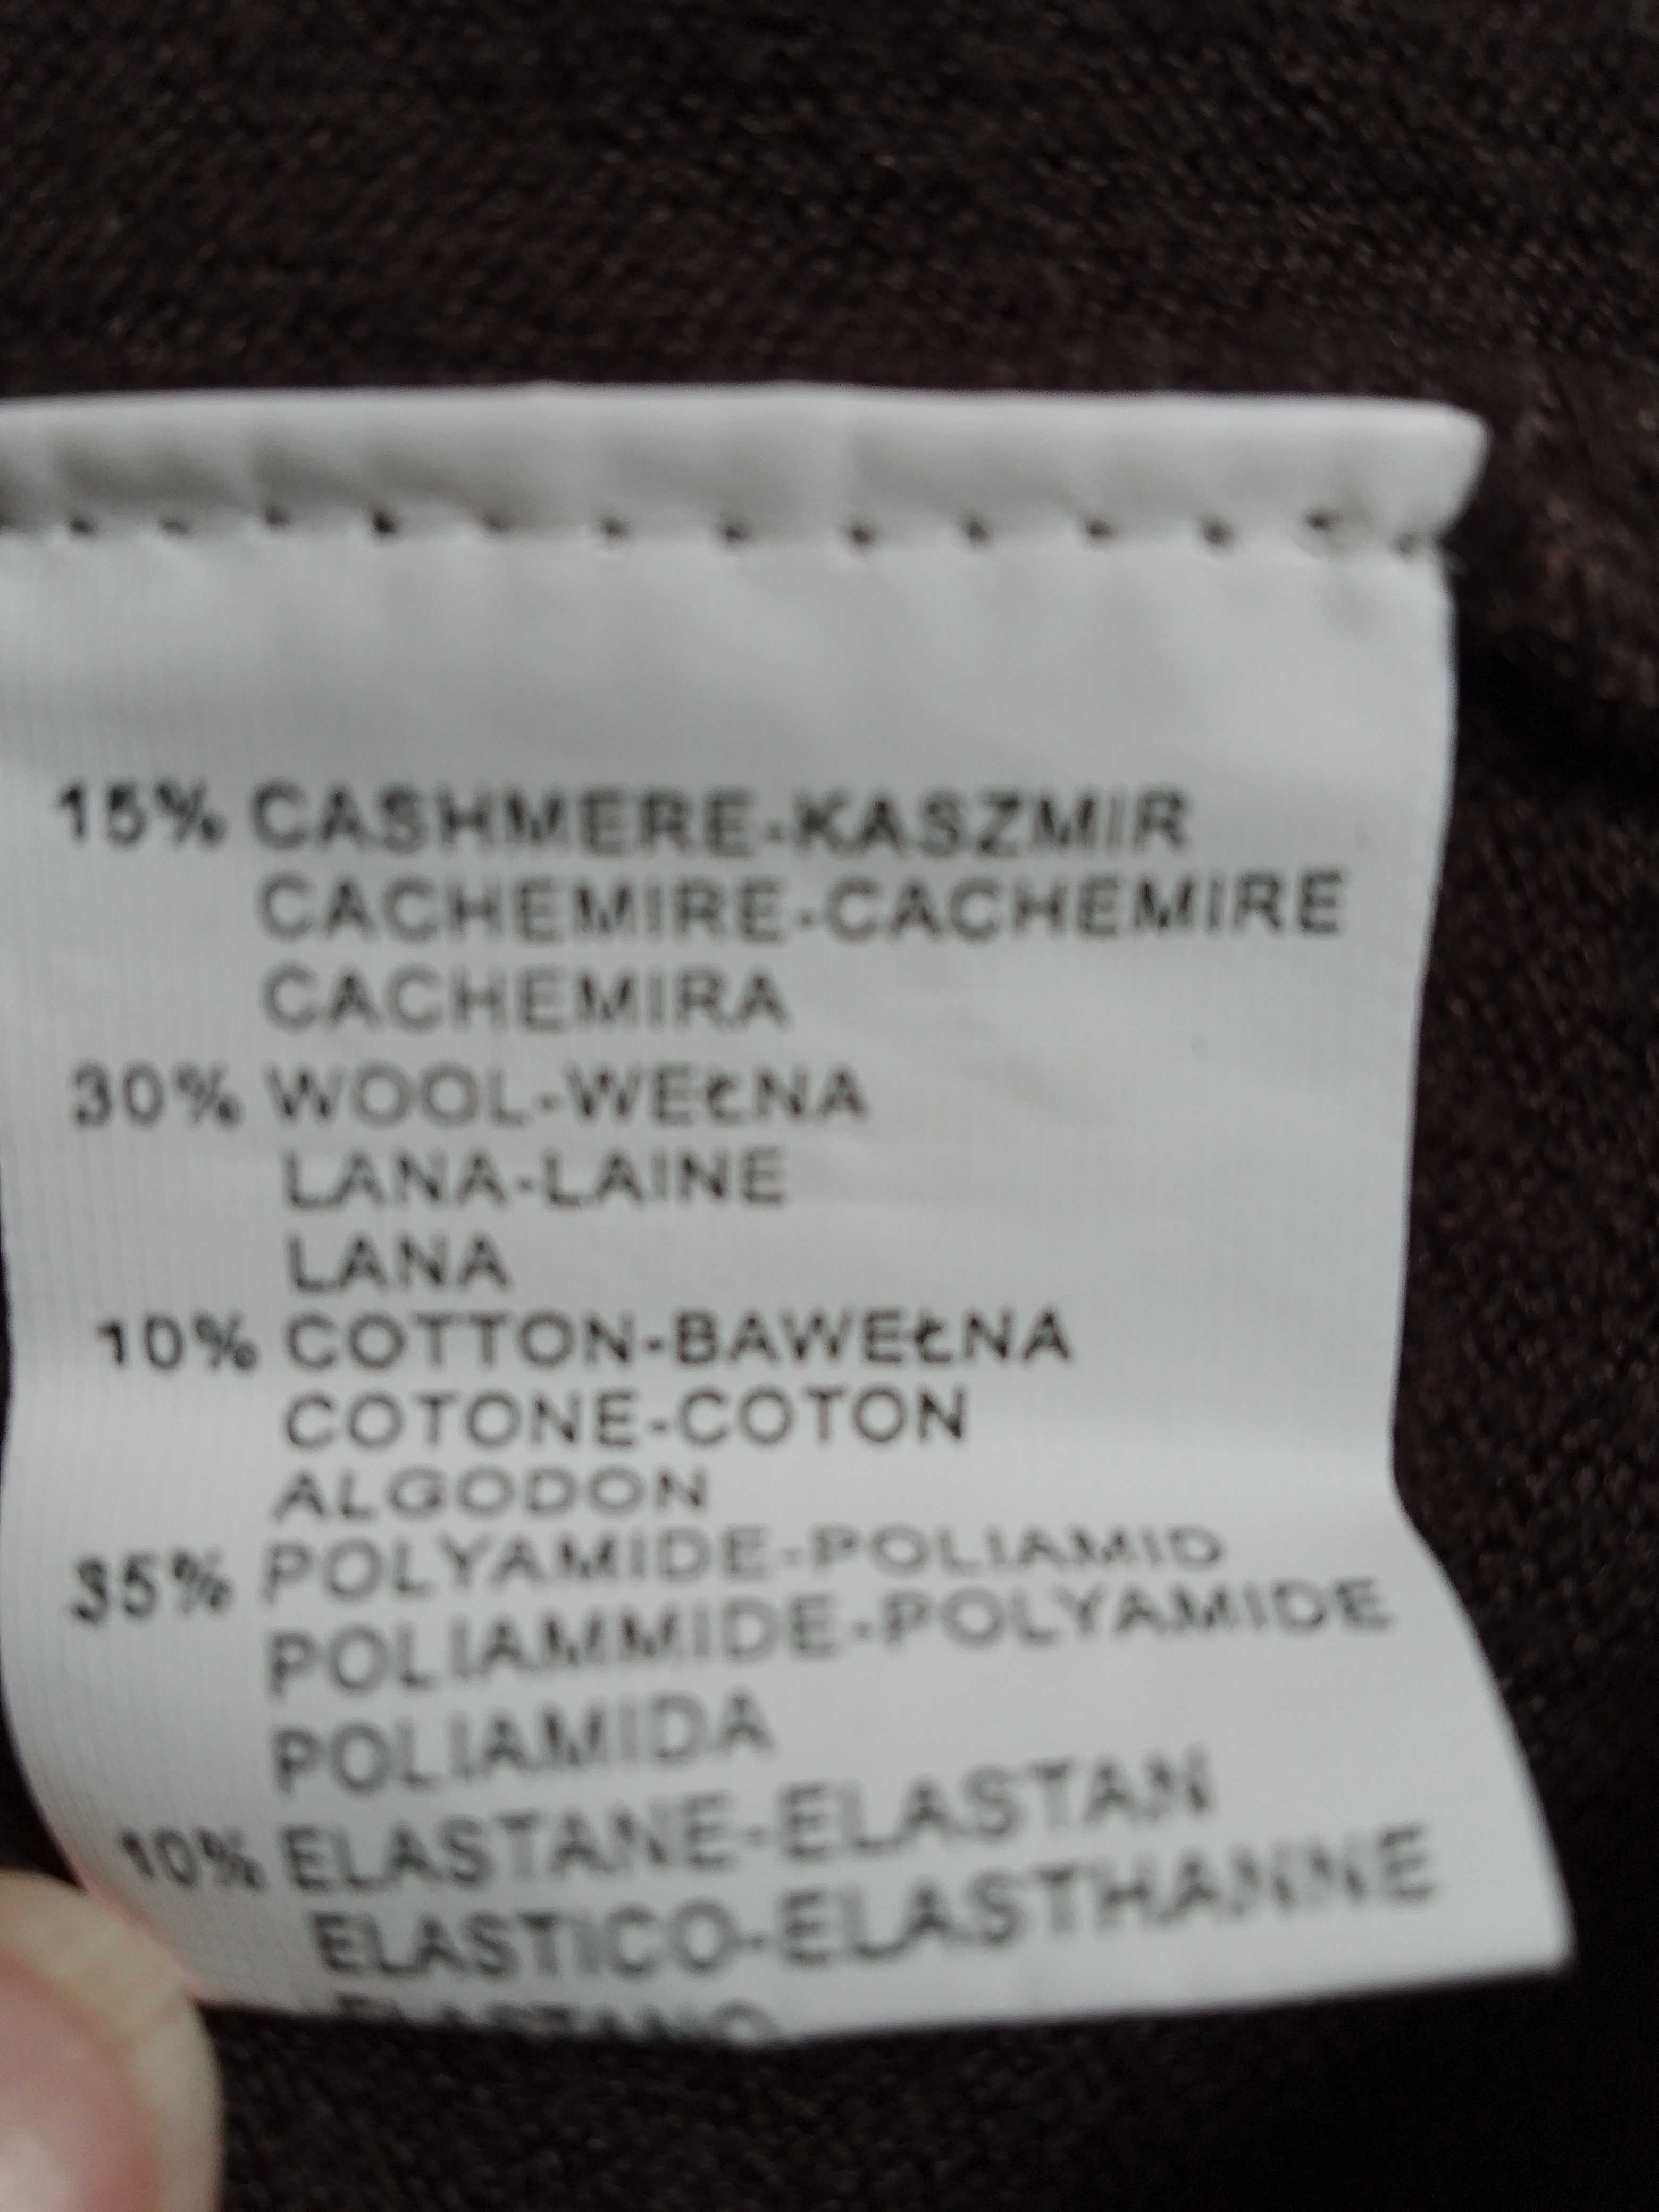 15% CASHMERE-KASZMIR
CACHEMIRE-CACHEMIRE
CACHEMIRA
30% WOOL-WEŁNA
LANA-LAINE
LANA
10% COTTON-BAWEŁNA
COTONE-COTON
ALGODON
35% POLYAMIDE-POLIAMID
POLIAMMIDE-POLYAMIDE
POLIAMIDA
10% ELASTANE-ELASTAN
ELASTICO-ELASTHANNE
ELASTANO